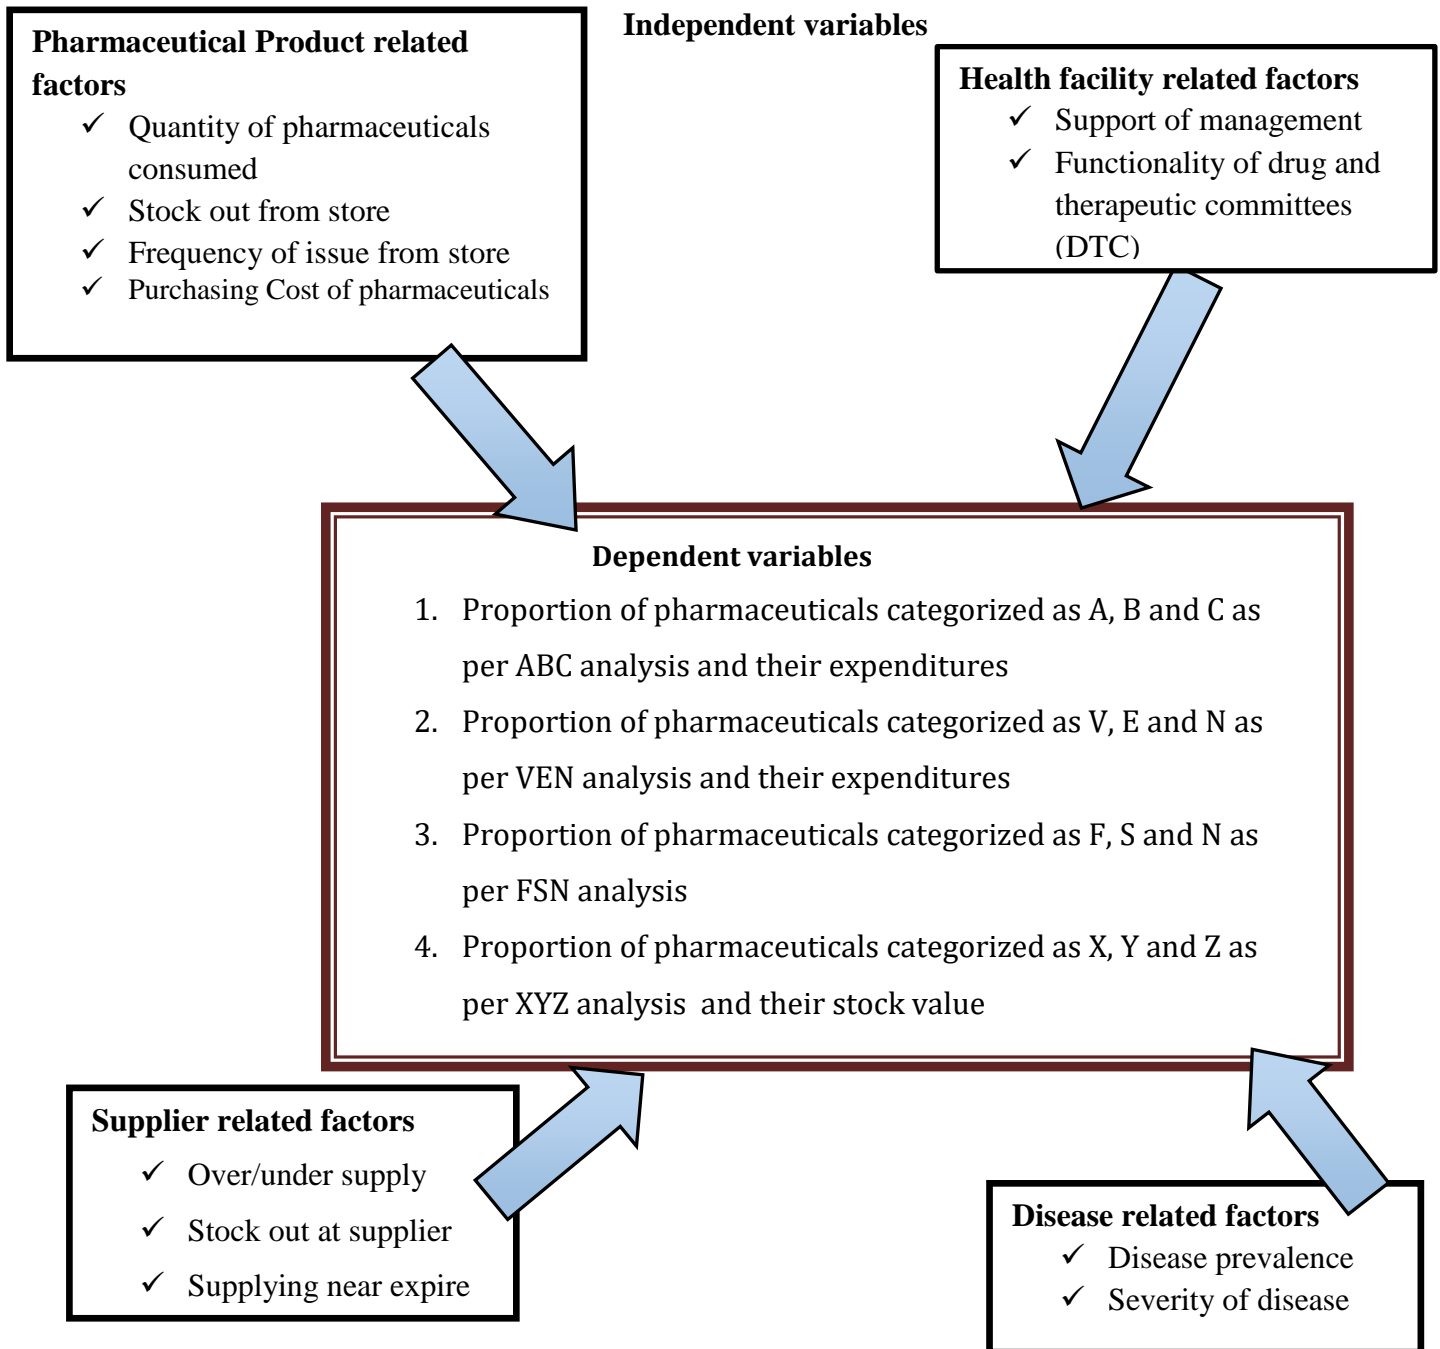 Independent variables
Pharmaceutical Product related
factors
✓ Quantity of pharmaceuticals
consumed
✓ Stock out from store
✓ Frequency of issue from store
✓ Purchasing Cost of pharmaceuticals
Health facility related factors
✓ Support of management
✓ Functionality of drug and
therapeutic committees
(DTC)
Dependent variables
1. Proportion of pharmaceuticals categorized as A, B and C as
per ABC analysis and their expenditures
2. Proportion of pharmaceuticals categorized as V, E and N as
per VEN analysis and their expenditures
3. Proportion of pharmaceuticals categorized as F, S and N as
per FSN analysis
4. Proportion of pharmaceuticals categorized as X, Y and Z as
per XYZ analysis  and their stock value
Supplier related factors
✓ Over/under supply
✓ Stock out at supplier
✓ Supplying near expire
Disease related factors
✓ Disease prevalence
✓ Severity of disease